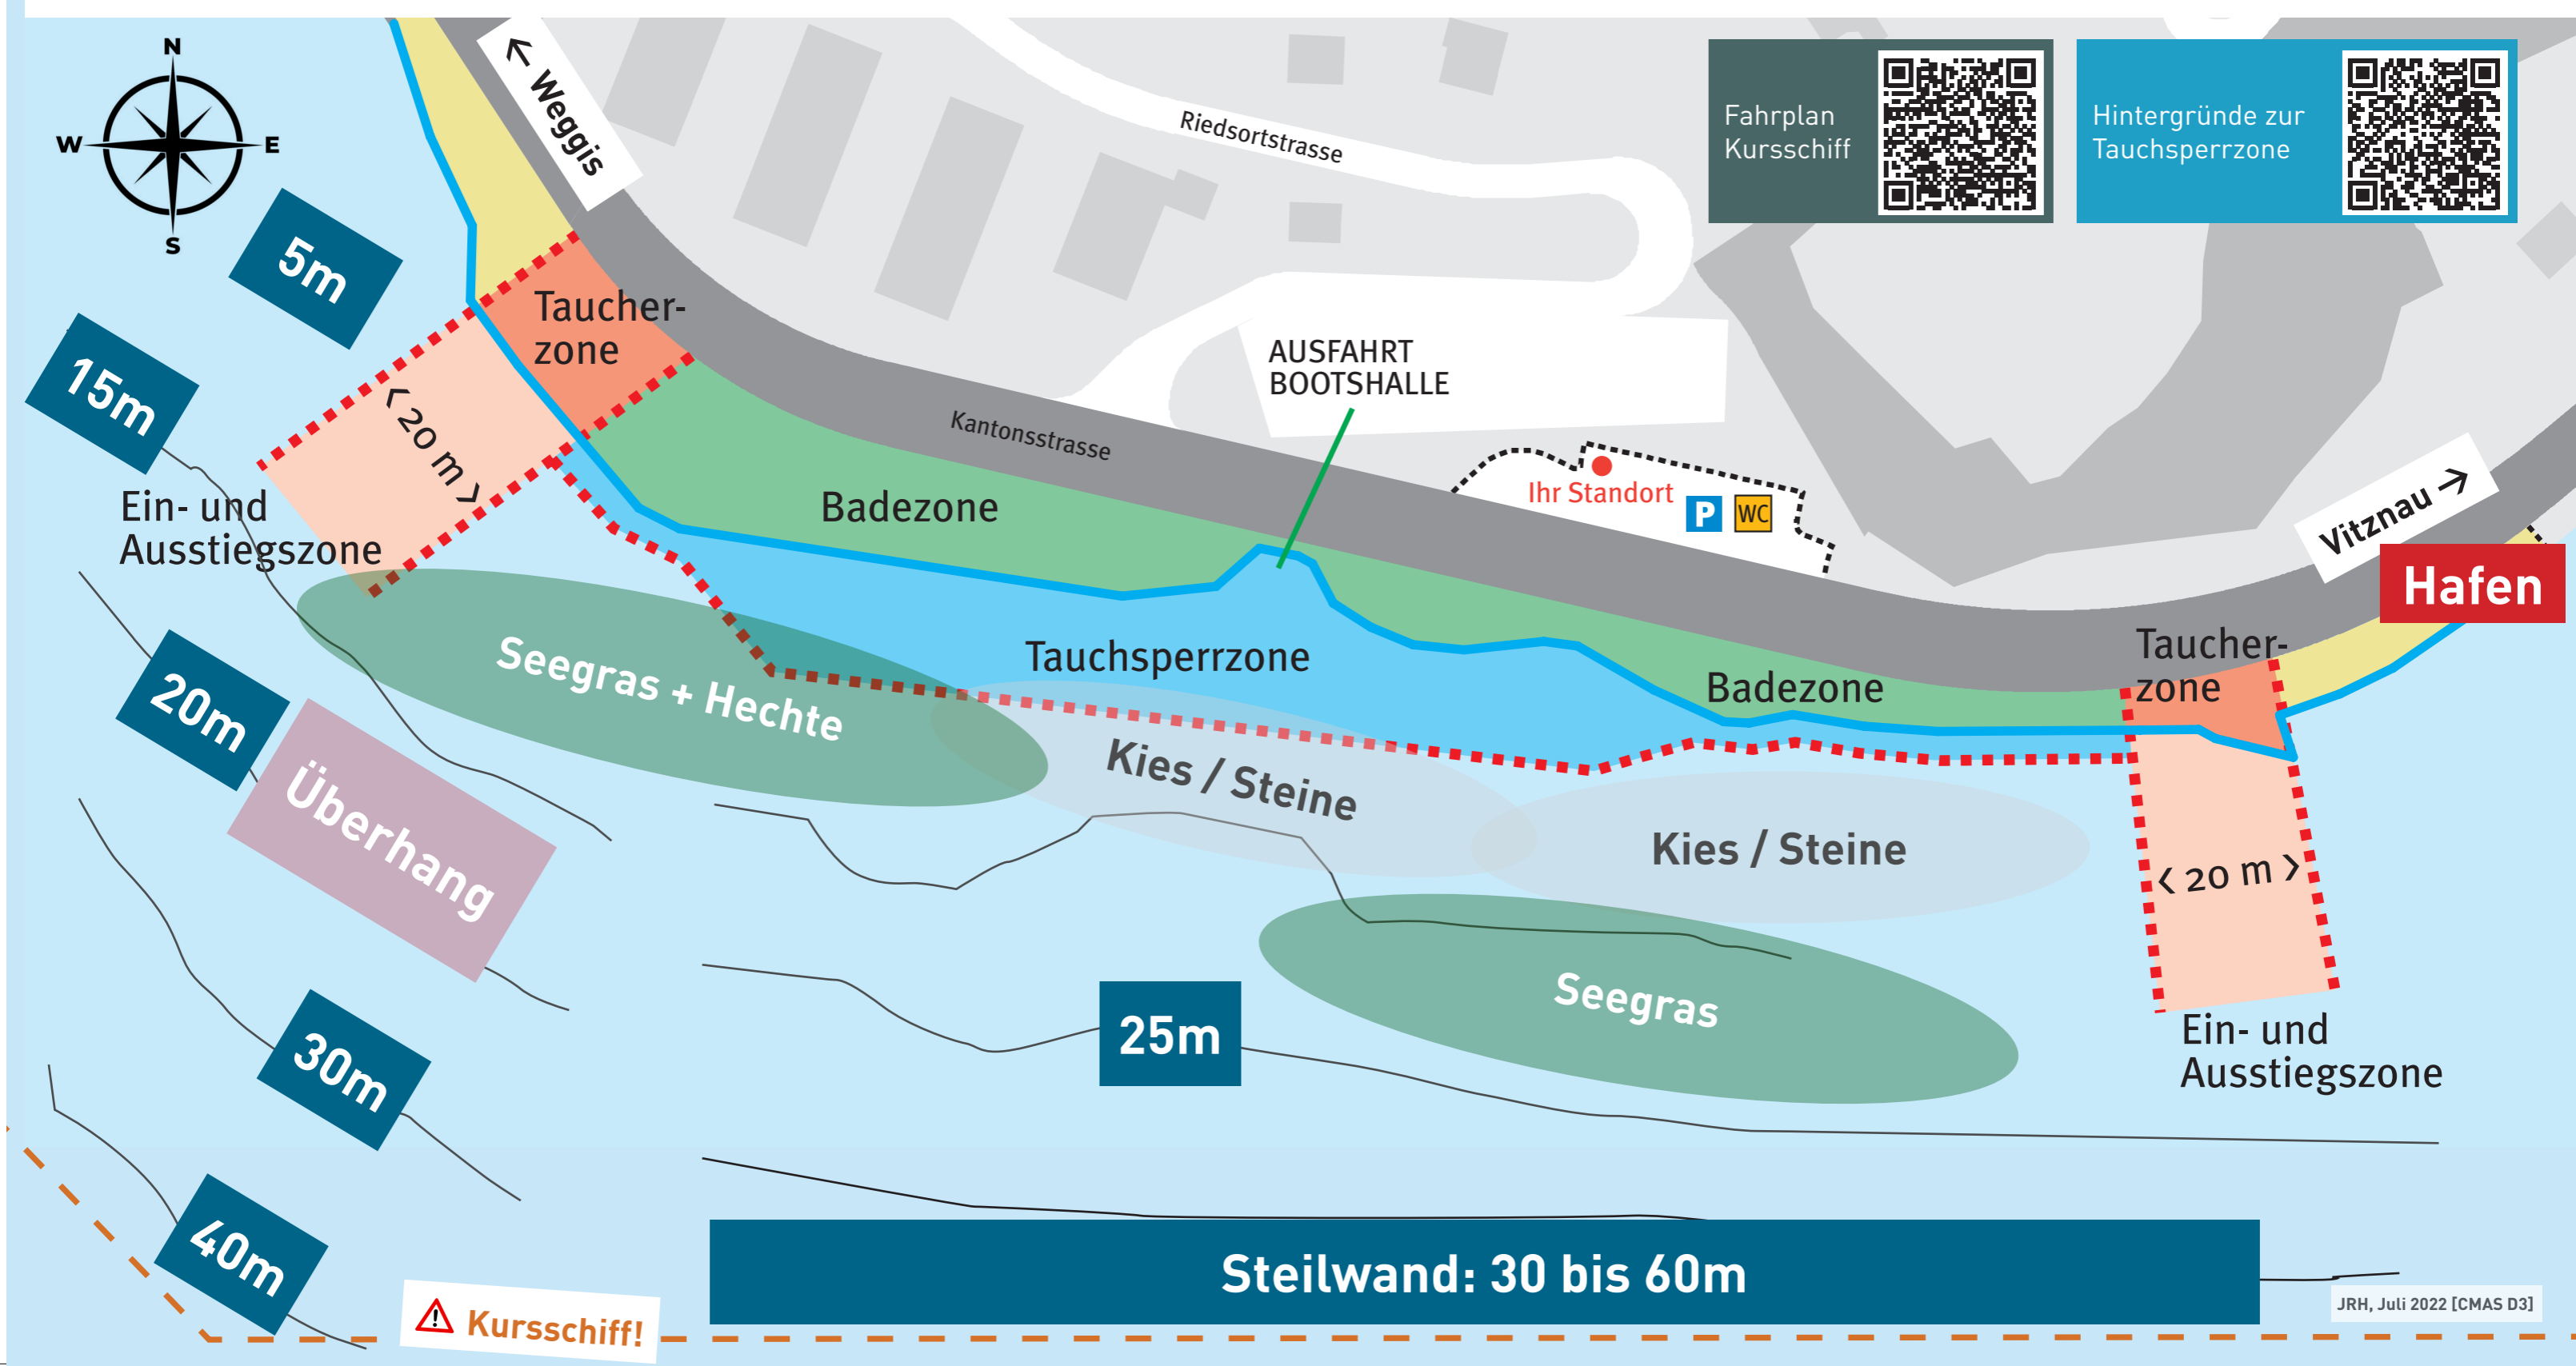 N
W
E
S
← Weggis
Riedsortstrasse
Fahrplan
Kursschiff
Hintergründe zur
Tauchsperrzone
5m
15m
Taucher-
zone
< 20 m >
Ein- und
Ausstiegszone
AUSFAHRT
BOOTSHALLE
Kantonsstrasse
Ihr Standort
P
WC
Vitznau →
Hafen
Badezone
Tauchsperrzone
Badezone
Taucher-
zone
Seegras + Hechte
Kies / Steine
Kies / Steine
< 20 m >
20m
Überhang
Seegras
25m
Ein- und
Ausstiegszone
30m
40m
Steilwand: 30 bis 60m
Kursschiff!
JRH, Juli 2022 [CMAS D3]